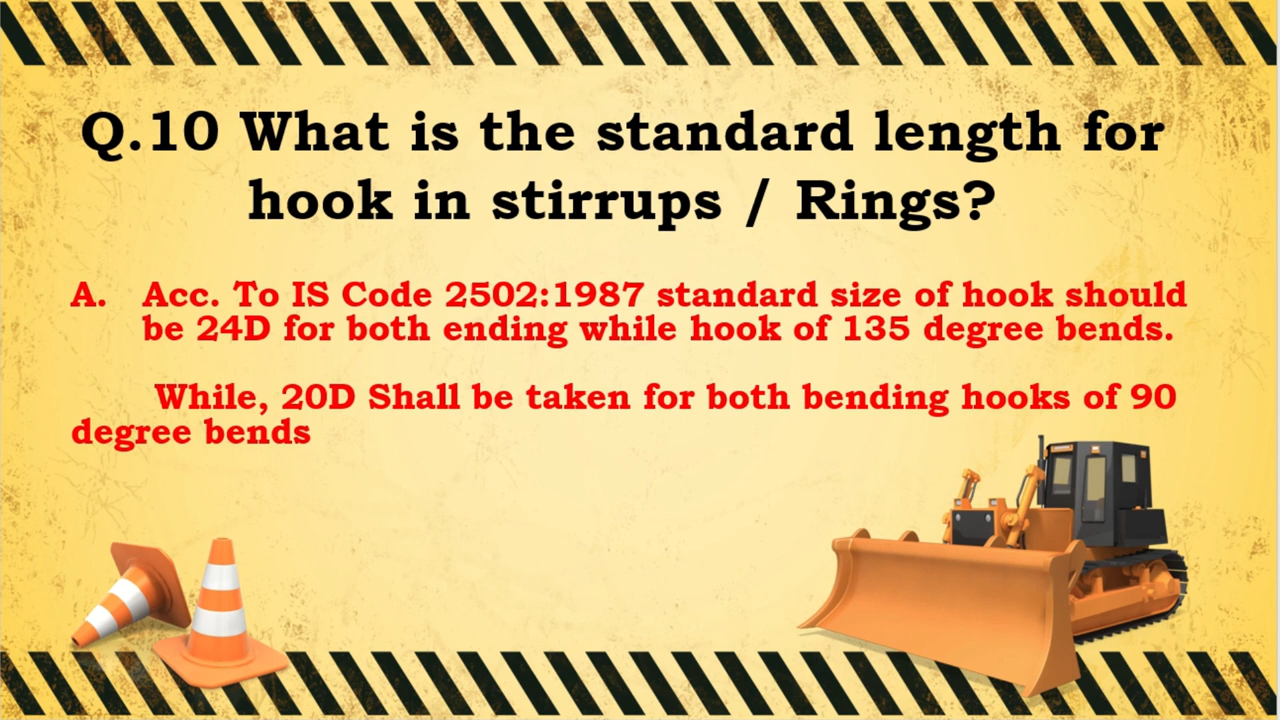 Q.10 What is the standard length for
hook in stirrups / Rings?
A. Acc. To IS Code 2502:1987 standard size of hook should
be 24D for both ending while hook of 135 degree bends.
While, 20D Shall be taken for both bending hooks of 90
degree bends